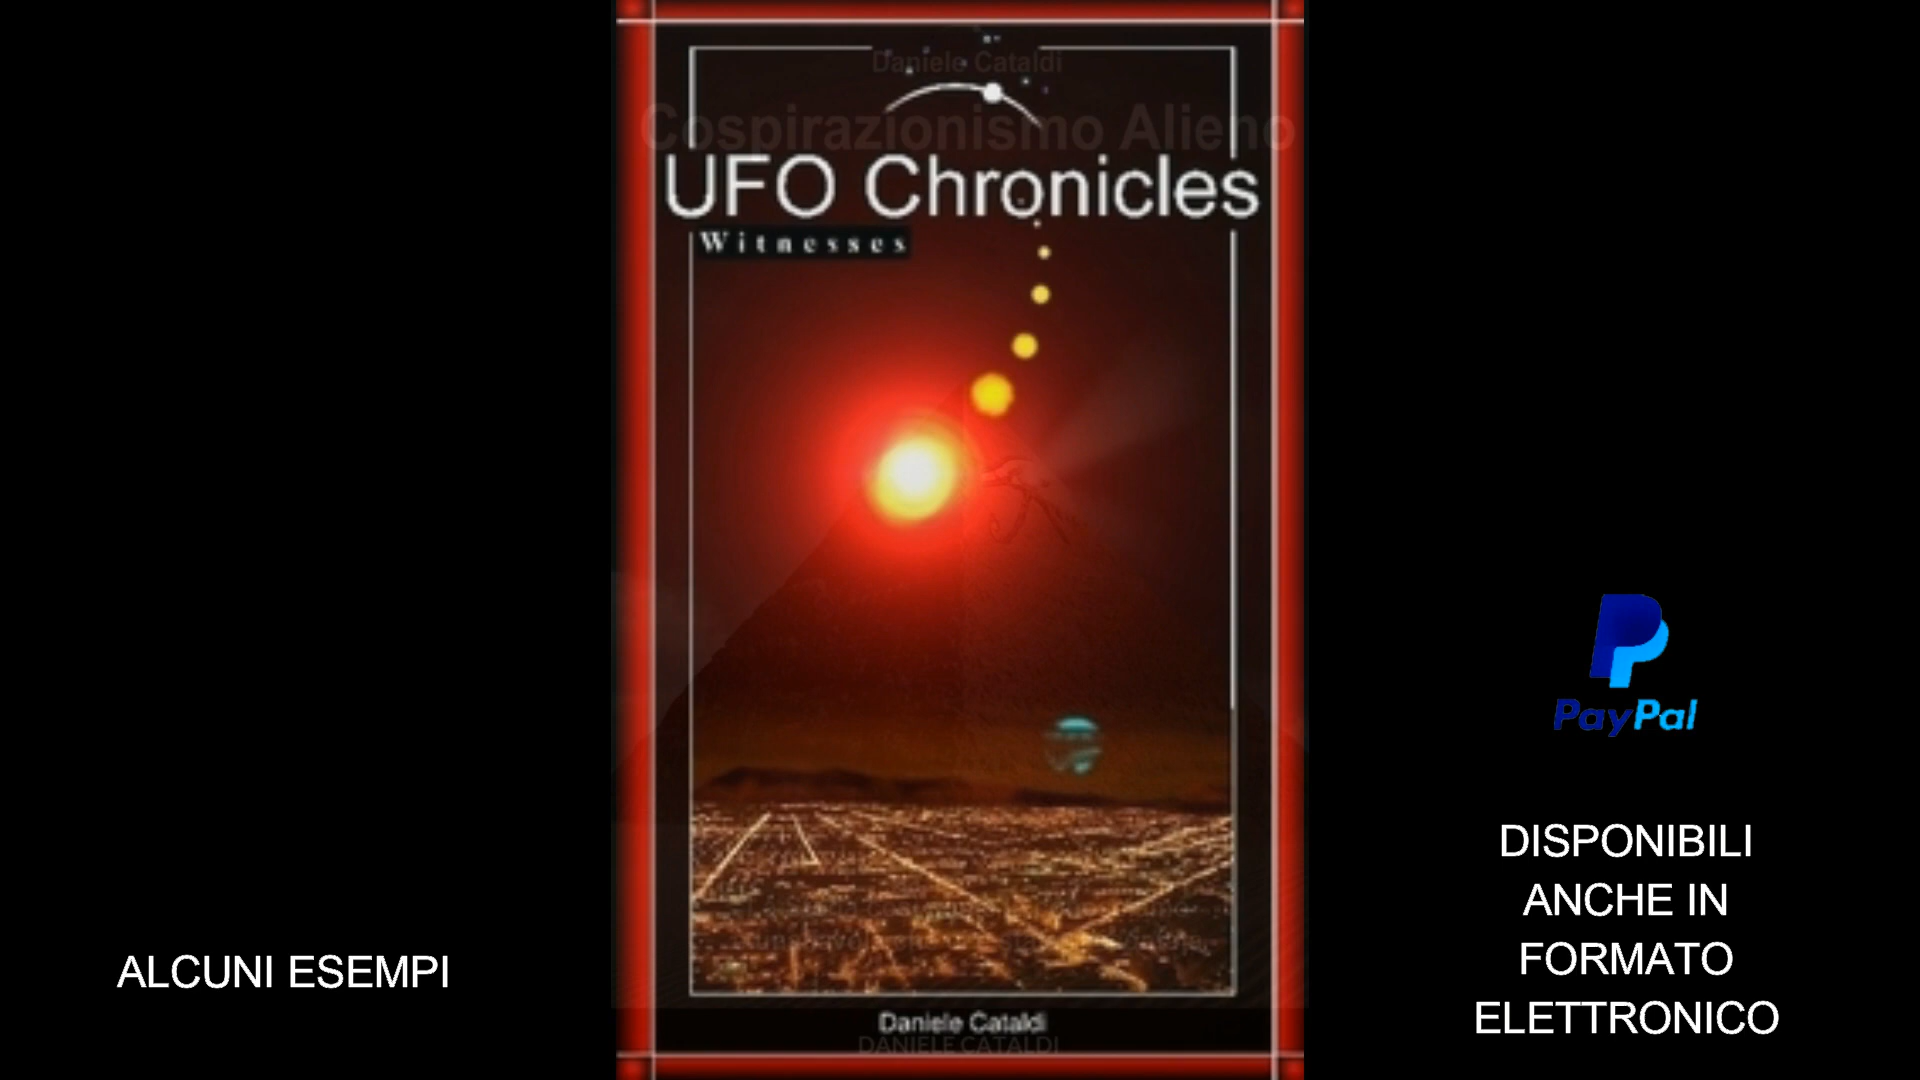 Daniele Cataldi
Cospirazionismo Alieno
UFO Chronicles
Witnesses
PayPal
DISPONIBILI
ANCHE IN
FORMATO
ELETTRONICO
ALCUNI ESEMPI
Daniele Cataldi
DANIELE CATALDI